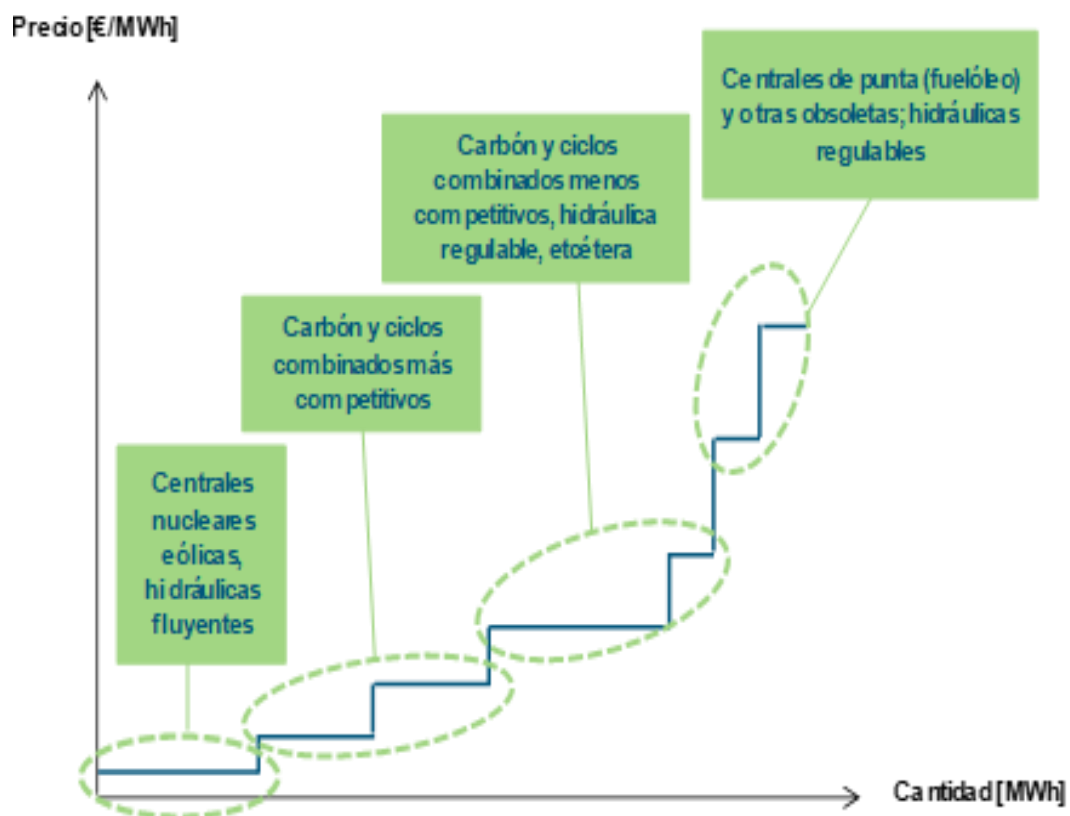 Precio [€/MWh]
Centrales de punta (fuelóleo)
y otras obsoletas; hidráulicas
regulables
Carbón y ciclos
combinados menos
competitivos, hidráulica
regulable, etcétera
Carbón y ciclos
combinados más
competitivos
Centrales
nucleares
eólicas,
hidráulicas
fluyentes
Cantidad [MWh]